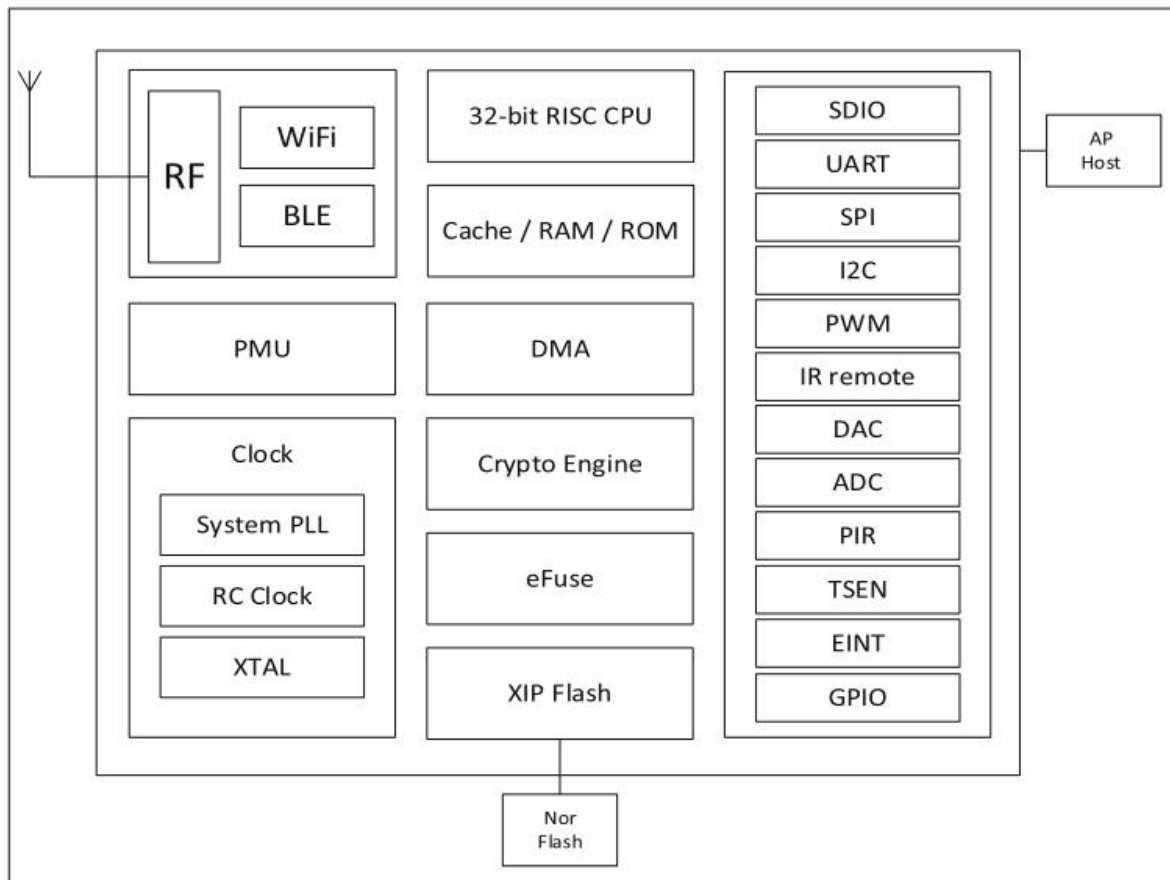 RF
WiFi
BLE
PMU
Clock
System PLL
RC Clock
XTAL
32-bit RISC CPU
Cache / RAM / ROM
DMA
Crypto Engine
eFuse
XIP Flash
SDIO
UART
SPI
I2C
PWM
IR remote
DAC
ADC
PIR
TSEN
EINT
GPIO
AP
Host
Nor
Flash